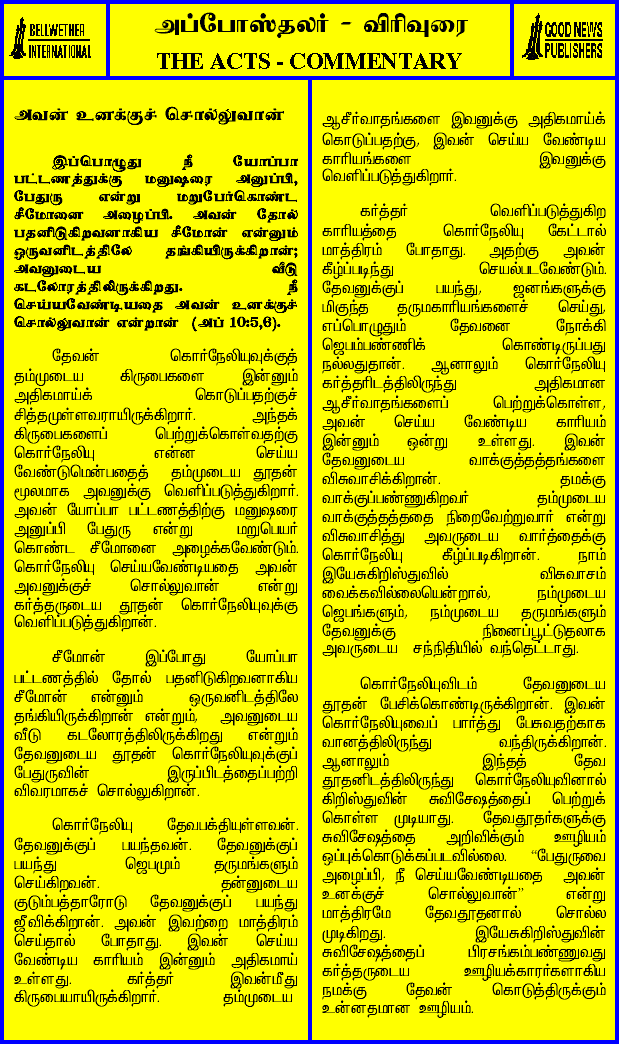 BELLWETHER
INTERNATIONAL
அப்போஸ்தலர் - விரிவுரை
THE ACTS - COMMENTARY
GOOD NEWS
PUBLISHERS
அவன் உனக்குச் சொல்லுவான்
இப்பொழுது நீ யோப்பா
பட்டணத்துக்கு மனுஷரை அனுப்பி,
பேதுரு என்று மறுபேர்கொண்ட
சீமோனை அழைப்பி. அவன் தோல்
பதனிடுகிறவனாகிய சீமோன் என்னும்
ஒருவனிடத்திலே தங்கியிருக்கிறான்;
அவனுடைய வீடு
கடலோரத்திலிருக்கிறது. நீ
செய்யவேண்டியதை அவன் உனக்குச்
சொல்லுவான் என்றான் (அப் 10:5,6).
தேவன் கொர்நேலியுவுக்குத்
தம்முடைய கிருபைகளை இன்னும்
அதிகமாய்க் கொடுப்பதற்குச்
சித்தமுள்ளவராயிருக்கிறார். அந்தக்
கிருபைகளைப் பெற்றுக்கொள்வதற்கு
கொர்நேலியு என்ன செய்ய
வேண்டுமென்பதைத் தம்முடைய தூதன்
மூலமாக அவனுக்கு வெளிப்படுத்துகிறார்.
அவன் யோப்பா பட்டணத்திற்கு மனுஷரை
அனுப்பி பேதுரு என்று மறுபெயர்
கொண்ட சீமோனை அழைக்கவேண்டும்.
கொர்நேலியு செய்யவேண்டியதை அவன்
அவனுக்குச் சொல்லுவான் என்று
கர்த்தருடைய தூதன் கொர்நேலியுவுக்கு
வெளிப்படுத்துகிறான்.
சீமோன் இப்போது யோப்பா
பட்டணத்தில் தோல் பதனிடுகிறவனாகிய
சீமோன் என்னும் ஒருவனிடத்திலே
தங்கியிருக்கிறான் என்றும், அவனுடைய
வீடு கடலோரத்திலிருக்கிறது என்றும்
தேவனுடைய தூதன் கொர்நேலியுவுக்குப்
பேதுருவின் இருப்பிடத்தைப்பற்றி
விவரமாகச் சொல்லுகிறான்.
கொர்நேலியு தேவபக்தியுள்ளவன்.
தேவனுக்குப் பயந்தவன். தேவனுக்குப்
பயந்து ஜெபமும் தருமங்களும்
செய்கிறவன். தன்னுடைய
குடும்பத்தாரோடு தேவனுக்குப் பயந்து
ஜீவிக்கிறான். அவன் இவற்றை மாத்திரம்
செய்தால் போதாது. இவன் செய்ய
வேண்டிய காரியம் இன்னும் அதிகமாய்
உள்ளது. கர்த்தர் இவன்மீது
கிருபையாயிருக்கிறார். தம்முடைய
ஆசீர்வாதங்களை இவனுக்கு அதிகமாய்க்
கொடுப்பதற்கு, இவன் செய்ய வேண்டிய
காரியங்களை இவனுக்கு
வெளிப்படுத்துகிறார்.
கர்த்தர் வெளிப்படுத்துகிற
காரியத்தை கொர்நேலியு கேட்டால்
மாத்திரம் போதாது. அதற்கு அவன்
கீழ்ப்படிந்து செயல்படவேண்டும்.
தேவனுக்குப் பயந்து, ஜனங்களுக்கு
மிகுந்த தருமகாரியங்களைச் செய்து,
எப்பொழுதும் தேவனை நோக்கி
ஜெபம்பண்ணிக் கொண்டிருப்பது
நல்லதுதான். ஆனாலும் கொர்நேலியு
கர்த்தரிடத்திலிருந்து அதிகமான
ஆசீர்வாதங்களைப் பெற்றுக்கொள்ள,
அவன் செய்ய வேண்டிய காரியம்
இன்னும் ஒன்று உள்ளது. இவன்
தேவனுடைய வாக்குத்தத்தங்களை
விசுவாசிக்கிறான். தமக்கு
வாக்குப்பண்ணுகிறவர் தம்முடைய
வாக்குத்தத்ததை நிறைவேற்றுவார் என்று
விசுவாசித்து அவருடைய வார்த்தைக்கு
கொர்நேலியு கீழ்ப்படிகிறான். நாம்
இயேசுகிறிஸ்துவில் விசுவாசம்
வைக்கவில்லையென்றால், நம்முடைய
ஜெபங்களும், நம்முடைய தருமங்களும்
தேவனுக்கு நினைப்பூட்டுதலாக
அவருடைய சந்நிதியில் வந்தெட்டாது.
கொர்நேலியுவிடம் தேவனுடைய
தூதன் பேசிக்கொண்டிருக்கிறான். இவன்
கொர்நேலியுவைப் பார்த்து பேசுவதற்காக
வானத்திலிருந்து வந்திருக்கிறான்.
ஆனாலும் இந்தத் தேவ
தூதனிடத்திலிருந்து கொர்நேலியுவினால்
கிறிஸ்துவின் சுவிசேஷத்தைப் பெற்றுக்
கொள்ள முடியாது. தேவதூதர்களுக்கு
சுவிசேஷத்தை அறிவிக்கும் ஊழியம்
ஒப்புக்கொடுக்கப்படவில்லை. “பேதுருவை
அழைப்பி, நீ செய்யவேண்டியதை அவன்
உனக்குச் சொல்லுவான்” என்று
மாத்திரமே தேவதூதனால் சொல்ல
முடிகிறது. இயேசுகிறிஸ்துவின்
சுவிசேஷத்தைப் பிரசங்கம்பண்ணுவது
கர்த்தருடைய ஊழியக்காரர்களாகிய
நமக்கு தேவன் கொடுத்திருக்கும்
உன்னதமான ஊழியம்.